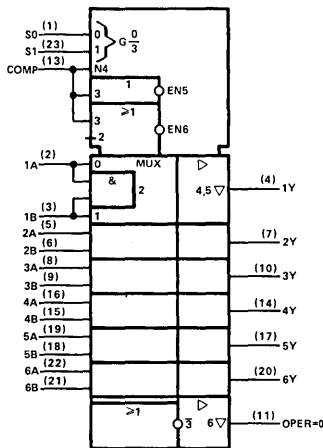 S0 (1) 0 G 0/3
S1 (23) 1
COMP (13) N4
3 1 EN5
≥1
3 EN6
2
1A (2) 0 MUX ▷
& 2 4,5 ▽ (4) 1Y
1B (3) 1
2A (5)
2B (6) (7) 2Y
3A (8)
3B (9) (10) 3Y
4A (16)
4B (15) (14) 4Y
5A (19)
5B (18) (17) 5Y
6A (22)
6B (21) (20) 6Y
≥1 ▷
3 6 ▽ (11) OPER=0